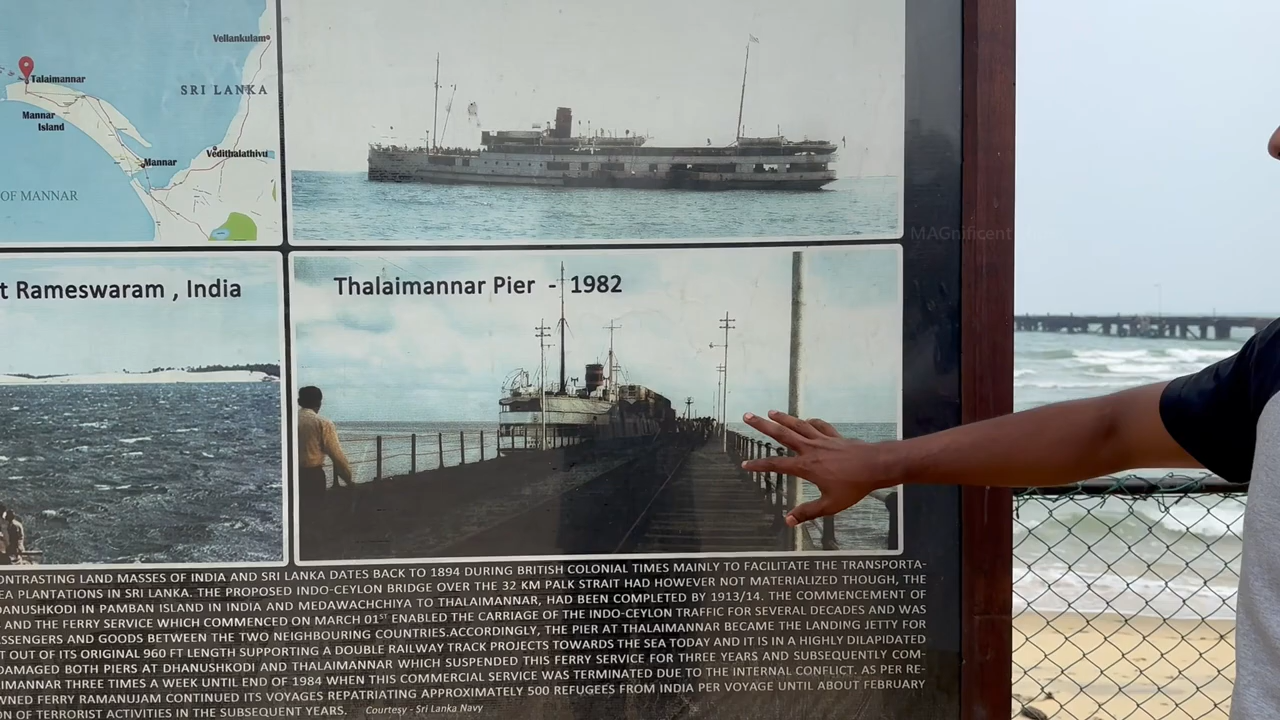 Vellankulam
Talaimannar
SRI LANKA
Mannar
Island
Mannar
Vedithalathivu
OF MANNAR
MAGnificent
t Rameswaram , India
Thalaimannar Pier - 1982
ONTRASTING LAND MASSES OF INDIA AND SRI LANKA DATES BACK TO 1894 DURING BRITISH COLONIAL TIMES MAINLY TO FACILITATE THE TRANSPORTA-
EA PLANTATIONS IN SRI LANKA. THE PROPOSED INDO-CEYLON BRIDGE OVER THE 32 KM PALK STRAIT HAD HOWEVER NOT MATERIALIZED THOUGH, THE
DANUSHKODI IN PAMBAN ISLAND IN INDIA AND MEDAWACHCHIYA TO THALAIMANNAR, HAD BEEN COMPLETED BY 1913/14. THE COMMENCEMENT OF
AND THE FERRY SERVICE WHICH COMMENCED ON MARCH 01ST ENABLED THE CARRIAGE OF THE INDO-CEYLON TRAFFIC FOR SEVERAL DECADES AND WAS
SSENGERS AND GOODS BETWEEN THE TWO NEIGHBOURING COUNTRIES.ACCORDINGLY, THE PIER AT THALAIMANNAR BECAME THE LANDING JETTY FOR
T OUT OF ITS ORIGINAL 960 FT LENGTH SUPPORTING A DOUBLE RAILWAY TRACK PROJECTS TOWARDS THE SEA TODAY AND IT IS IN A HIGHLY DILAPIDATED
DAMAGED BOTH PIERS AT DHANUSHKODI AND THALAIMANNAR WHICH SUSPENDED THIS FERRY SERVICE FOR THREE YEARS AND SUBSEQUENTLY COM-
IMANNAR THREE TIMES A WEEK UNTIL END OF 1984 WHEN THIS COMMERCIAL SERVICE WAS TERMINATED DUE TO THE INTERNAL CONFLICT. AS PER RE-
WNED FERRY RAMANUJAM CONTINUED ITS VOYAGES REPATRIATING APPROXIMATELY 500 REFUGEES FROM INDIA PER VOYAGE UNTIL ABOUT FEBRUARY
ON OF TERRORIST ACTIVITIES IN THE SUBSEQUENT YEARS. Courtesy - Sri Lanka Navy